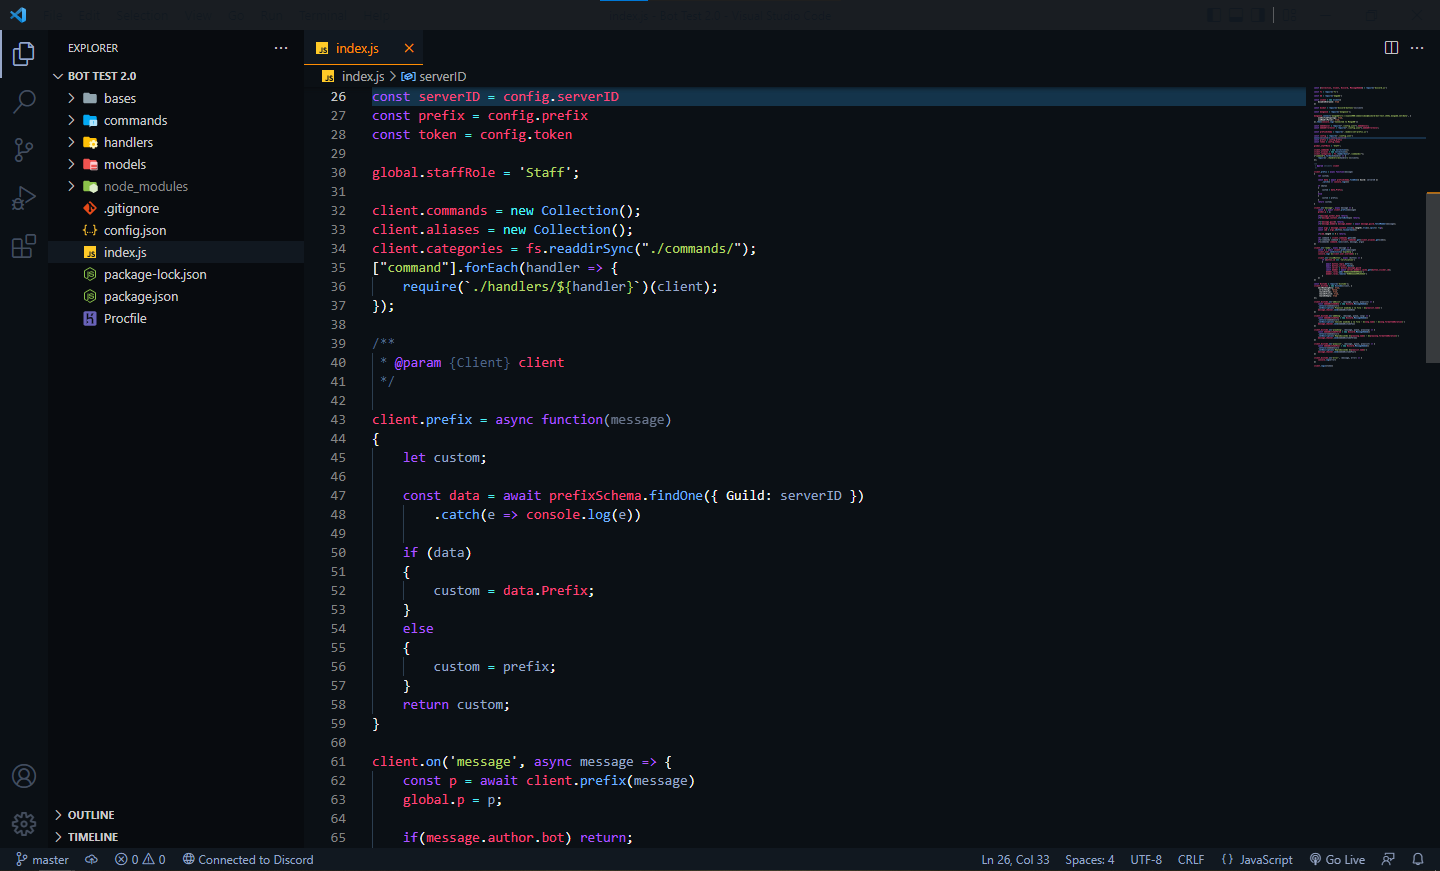 EXPLORER
BOT TEST 2.0
bases
commands
handlers
models
node_modules
.gitignore
config.json
index.js
package-lock.json
package.json
Procfile
OUTLINE
TIMELINE
index.js
index.js > serverID
26 const serverID = config.serverID
27 const prefix = config.prefix
28 const token = config.token
29
30 global.staffRole = 'Staff';
31
32 client.commands = new Collection();
33 client.aliases = new Collection();
34 client.categories = fs.readdirSync("./commands/");
35 ["command"].forEach(handler => {
36     require(`./handlers/${handler}`)(client);
37 });
38
39 /**
40  * @param {Client} client
41  */
42
43 client.prefix = async function(message)
44 {
45     let custom;
46
47     const data = await prefixSchema.findOne({ Guild: serverID })
48         .catch(e => console.log(e))
49
50     if (data)
51     {
52         custom = data.Prefix;
53     }
54     else
55     {
56         custom = prefix;
57     }
58     return custom;
59 }
60
61 client.on('message', async message => {
62     const p = await client.prefix(message)
63     global.p = p;
64
65     if(message.author.bot) return;
master 0 0 Connected to Discord Ln 26, Col 33 Spaces: 4 UTF-8 CRLF {} JavaScript Go Live